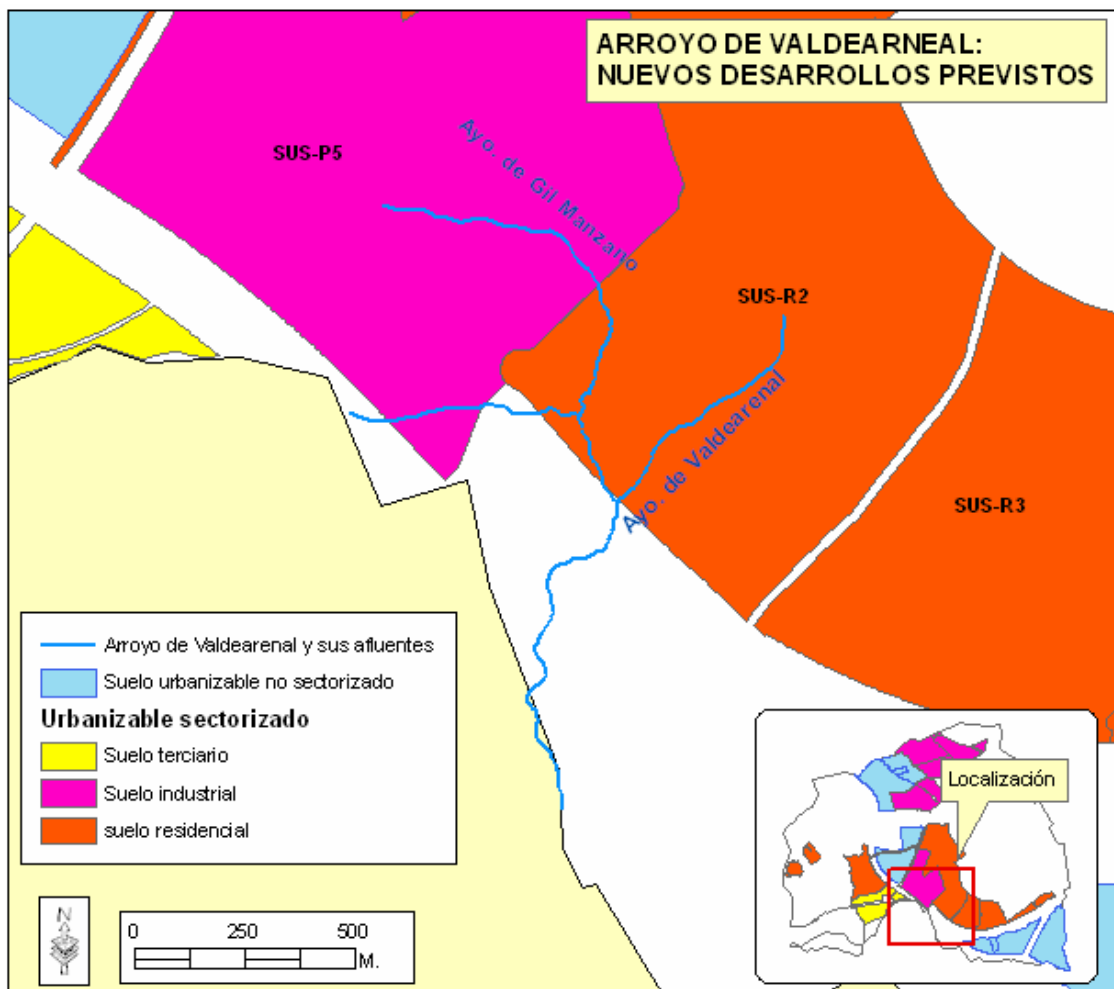 ARROYO DE VALDEARNEAL:
NUEVOS DESARROLLOS PREVISTOS
SUS-P5
Ayo. de Gil Manzano
SUS-R2
Ayo. de Valdearenal
SUS-R3
Arroyo de Valdearenal y sus afluentes
Suelo urbanizable no sectorizado
Urbanizable sectorizado
Suelo terciario
Suelo industrial
suelo residencial
Localización
N
0 250 500
M.